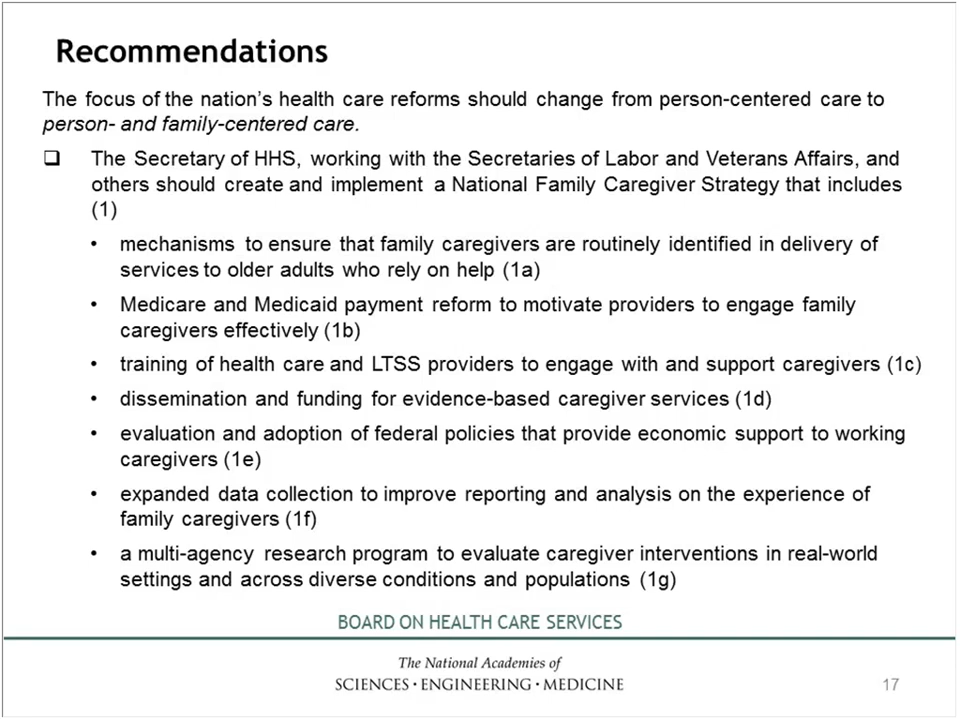 Recommendations
The focus of the nation's health care reforms should change from person-centered care to
person- and family-centered care.
❑ The Secretary of HHS, working with the Secretaries of Labor and Veterans Affairs, and
others should create and implement a National Family Caregiver Strategy that includes
(1)
• mechanisms to ensure that family caregivers are routinely identified in delivery of
services to older adults who rely on help (1a)
• Medicare and Medicaid payment reform to motivate providers to engage family
caregivers effectively (1b)
• training of health care and LTSS providers to engage with and support caregivers (1c)
• dissemination and funding for evidence-based caregiver services (1d)
• evaluation and adoption of federal policies that provide economic support to working
caregivers (1e)
• expanded data collection to improve reporting and analysis on the experience of
family caregivers (1f)
• a multi-agency research program to evaluate caregiver interventions in real-world
settings and across diverse conditions and populations (1g)
BOARD ON HEALTH CARE SERVICES
The National Academies of
SCIENCES · ENGINEERING · MEDICINE
17